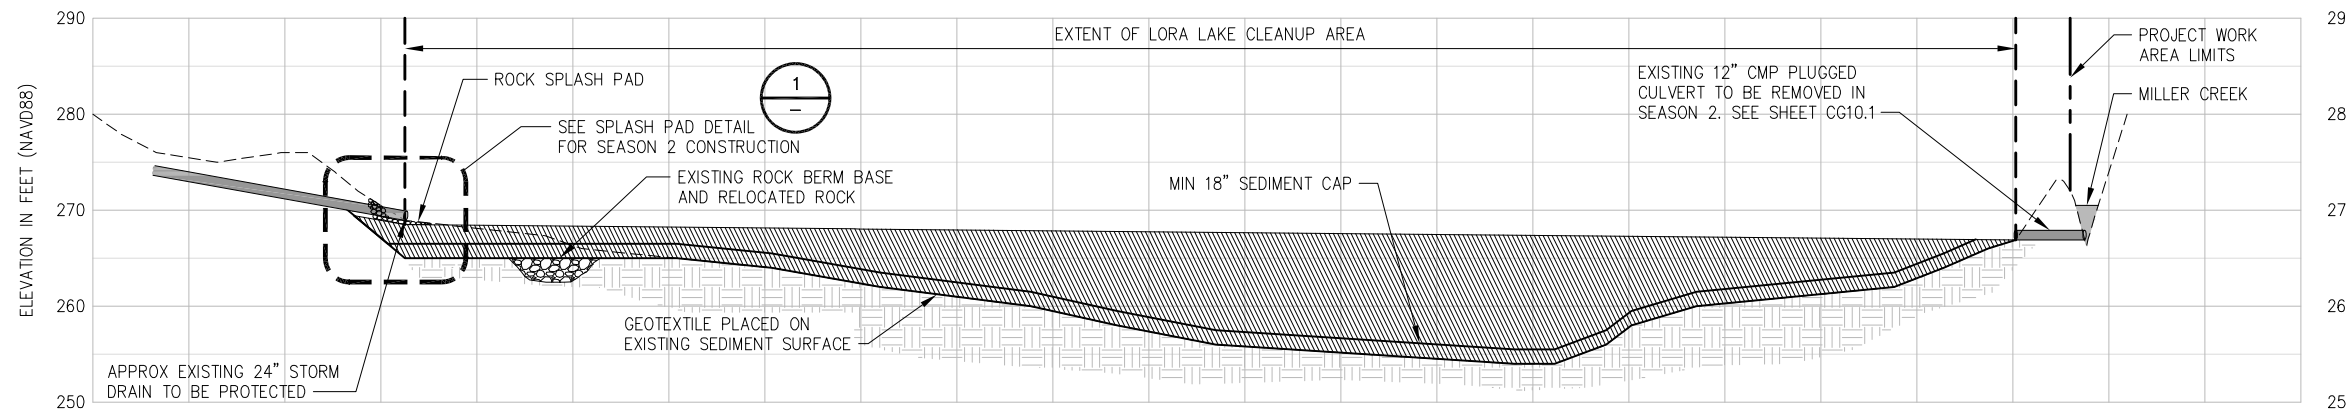 290
280
270
260
250
ELEVATION IN FEET (NAVD88)
EXTENT OF LORA LAKE CLEANUP AREA
ROCK SPLASH PAD
1
–
SEE SPLASH PAD DETAIL
FOR SEASON 2 CONSTRUCTION
EXISTING ROCK BERM BASE
AND RELOCATED ROCK
MIN 18" SEDIMENT CAP
EXISTING 12" CMP PLUGGED
CULVERT TO BE REMOVED IN
SEASON 2. SEE SHEET CG10.1
PROJECT WORK
AREA LIMITS
MILLER CREEK
GEOTEXTILE PLACED ON
EXISTING SEDIMENT SURFACE
APPROX EXISTING 24" STORM
DRAIN TO BE PROTECTED
29
28
27
26
25